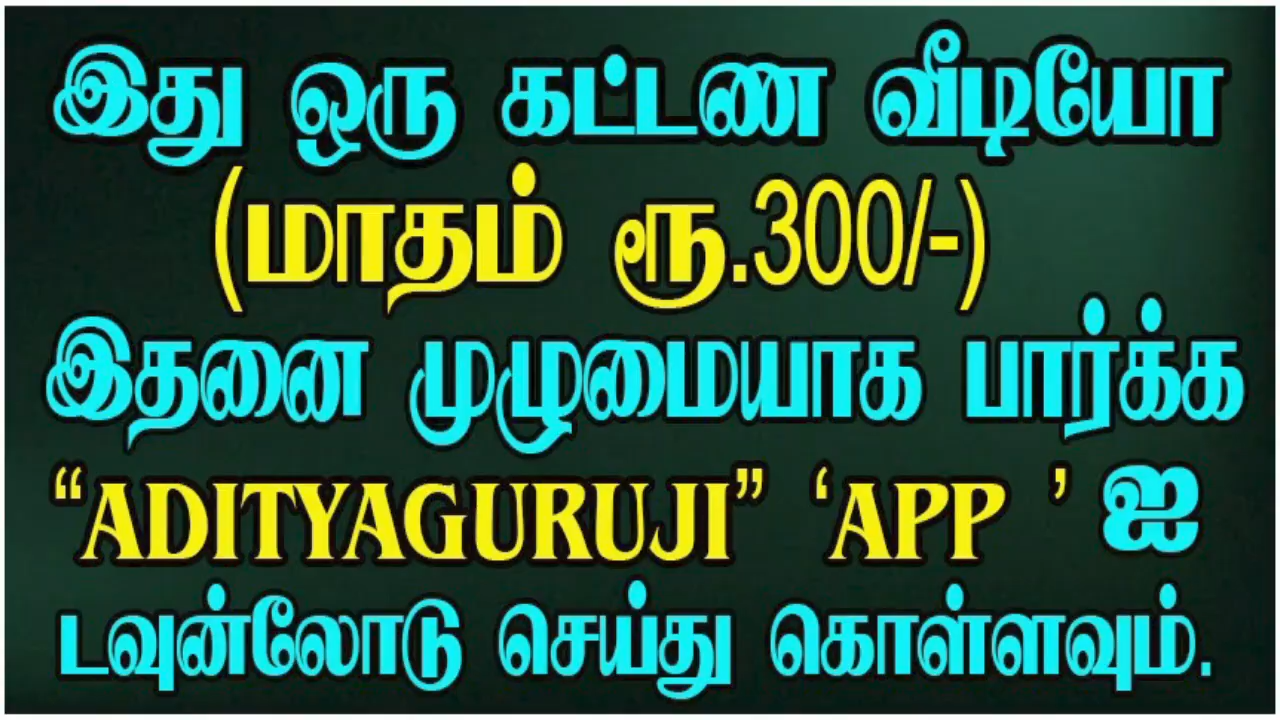 இது ஒரு கட்டண வீடியோ
(மாதம் ரூ.300/-)
இதனை முழுமையாக பார்க்க
“ADITYAGURUJI” ‘APP ’ ஐ
டவுன்லோடு செய்து கொள்ளவும்.